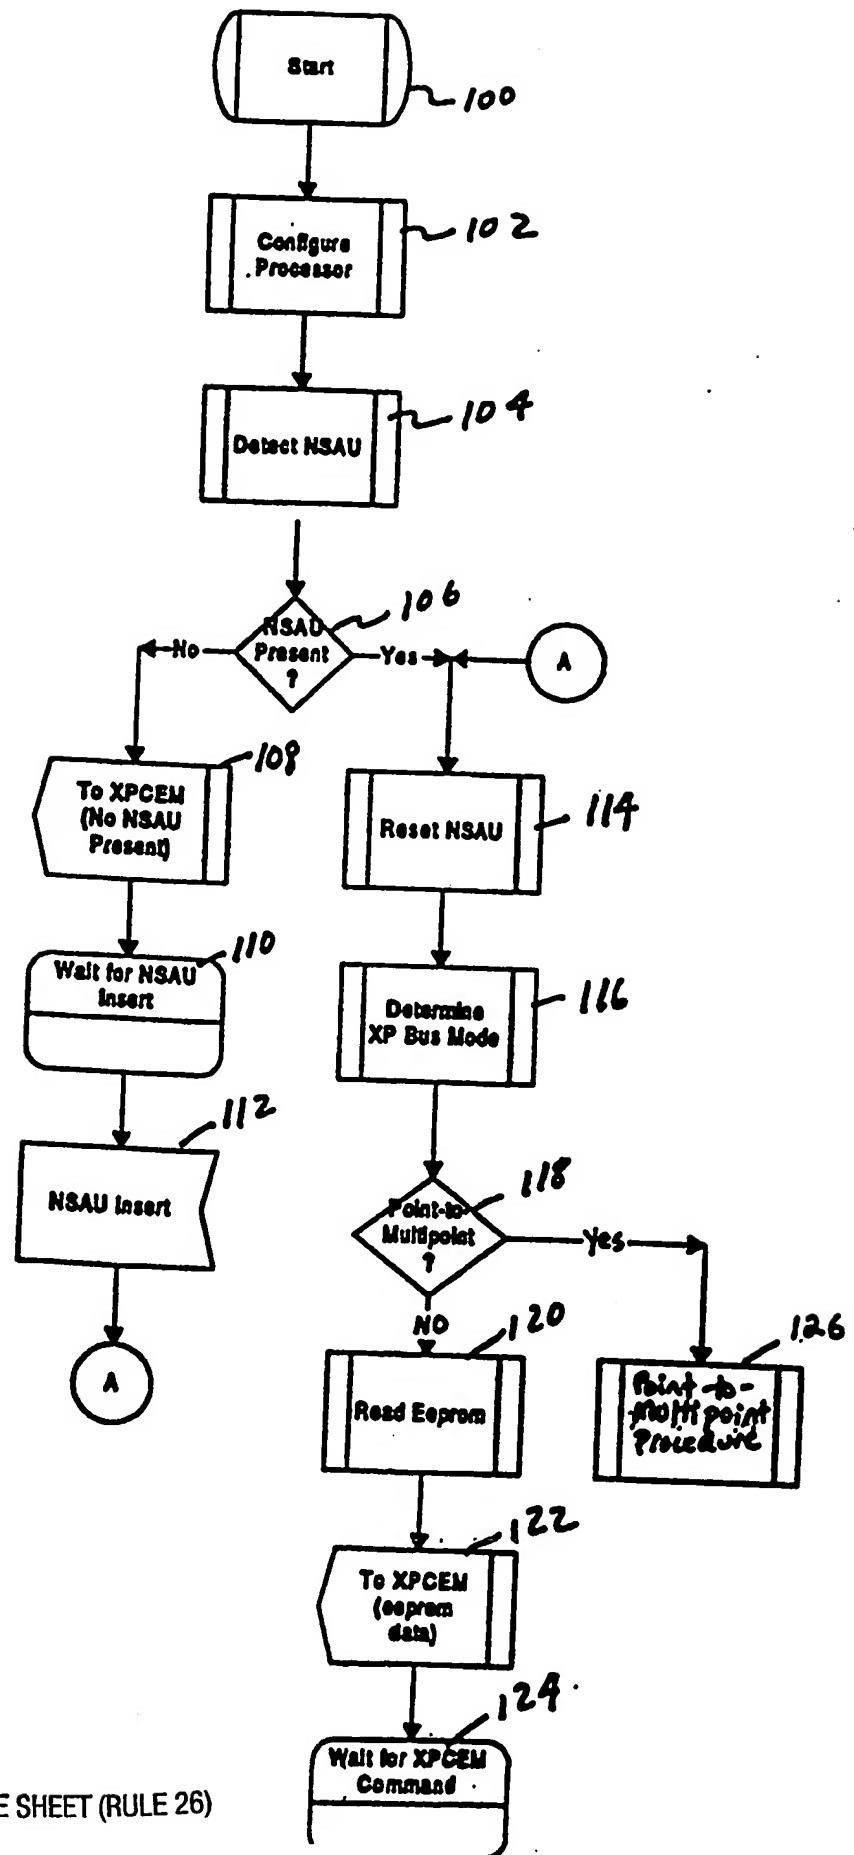 Start
100
Configure
Processor
102
Detect NSAU
104
NSAU
Present
?
106
No
Yes
A
To XPCEM
(No NSAU
Present)
108
Reset NSAU
114
Wait for NSAU
Insert
110
Determine
XP Bus Mode
116
NSAU Insert
112
Point-to-
Multipoint
?
118
Yes
NO
A
Read Eeprom
120
Point-to-
Multipoint
Procedure
126
To XPCEM
(eeprom
data)
122
Wait for XPCEM
Command
124
E SHEET (RULE 26)